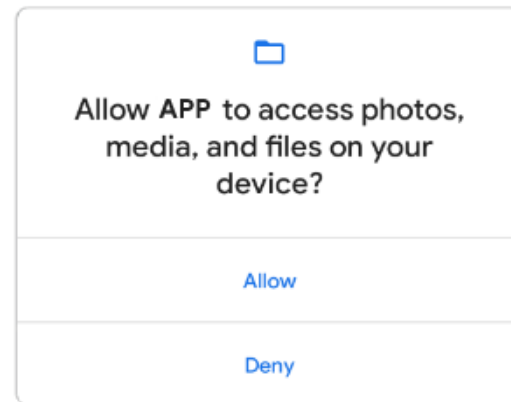 Allow APP to access photos,
media, and files on your
device?
Allow
Deny